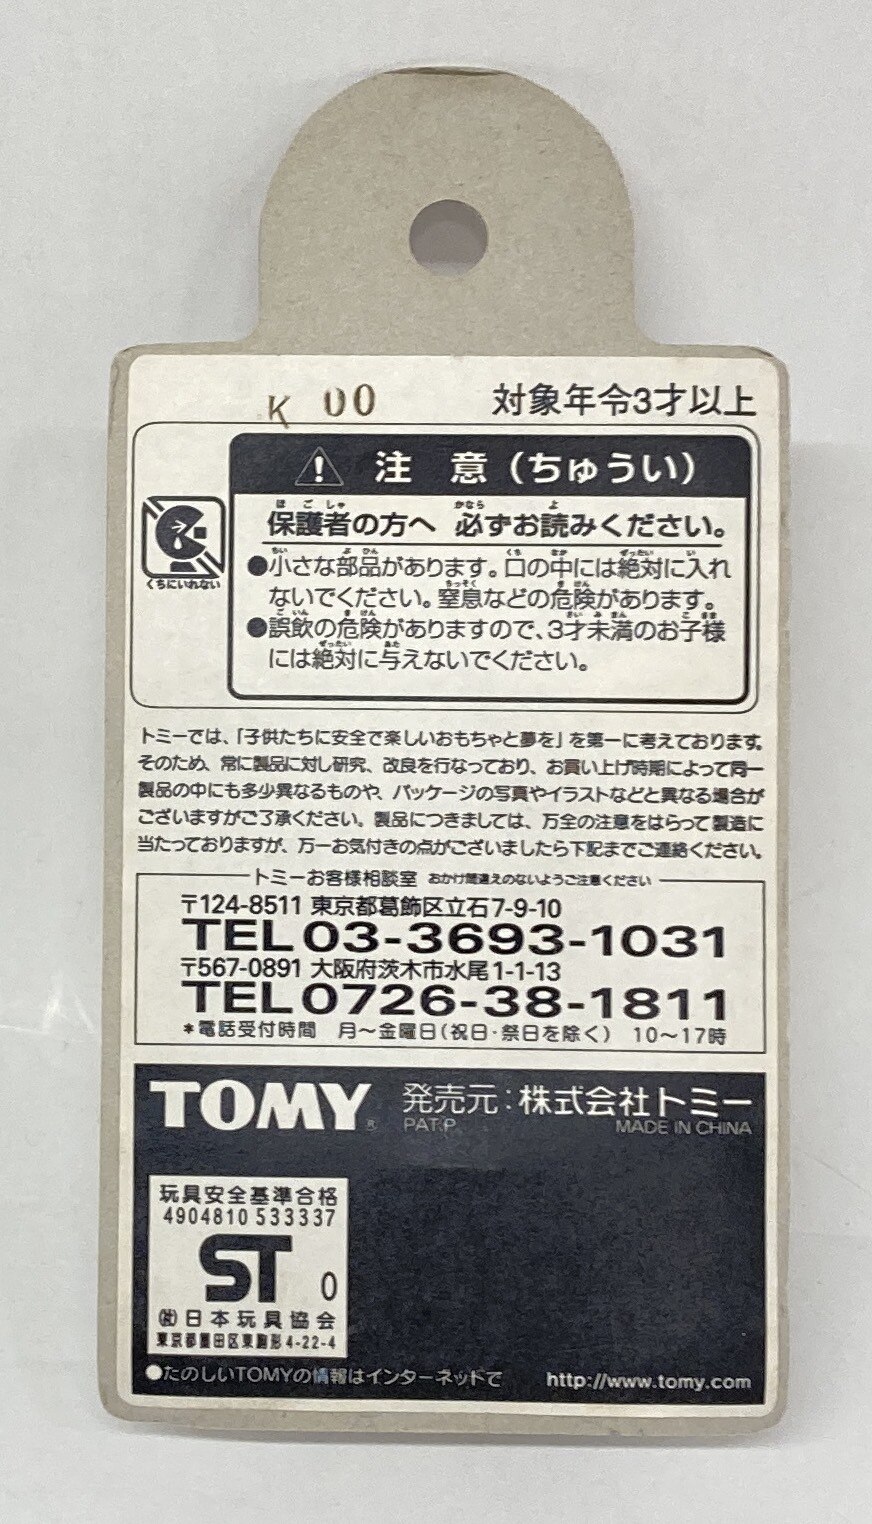 K 00
対象年令3才以上
注 意(ちゅうい)
くちにいれない
保護者の方へ 必ずお読みください。
●小さな部品があります。口の中には絶対に入れ
ないでください。窒息などの危険があります。
●誤飲の危険がありますので、3才未満のお子様
には絶対に与えないでください。
トミーでは、「子供たちに安全で楽しいおもちゃと夢を」を第一に考えております。
そのため、常に製品に対し研究、改良を行なっており、お買い上げ時期によって同一
製品の中にも多少異なるものや、パッケージの写真やイラストなどと異なる場合が
ございますがご了承ください。製品につきましては、万全の注意をはらって製造に
当たっておりますが、万一お気付きの点がございましたら下記までご連絡ください。
トミーお客様相談室 おかけ間違えのないようご注意ください
〒124-8511 東京都葛飾区立石7-9-10
TEL 03-3693-1031
〒567-0891 大阪府茨木市水尾1-1-13
TEL 0726-38-1811
*電話受付時間 月～金曜日(祝日・祭日を除く) 10～17時
TOMY® 発売元:株式会社トミー
PAT.P. MADE IN CHINA
玩具安全基準合格
4904810 533337
ST 0
㈳日本玩具協会
東京都墨田区東駒形4-22-4
●たのしいTOMYの情報はインターネットで http://www.tomy.com